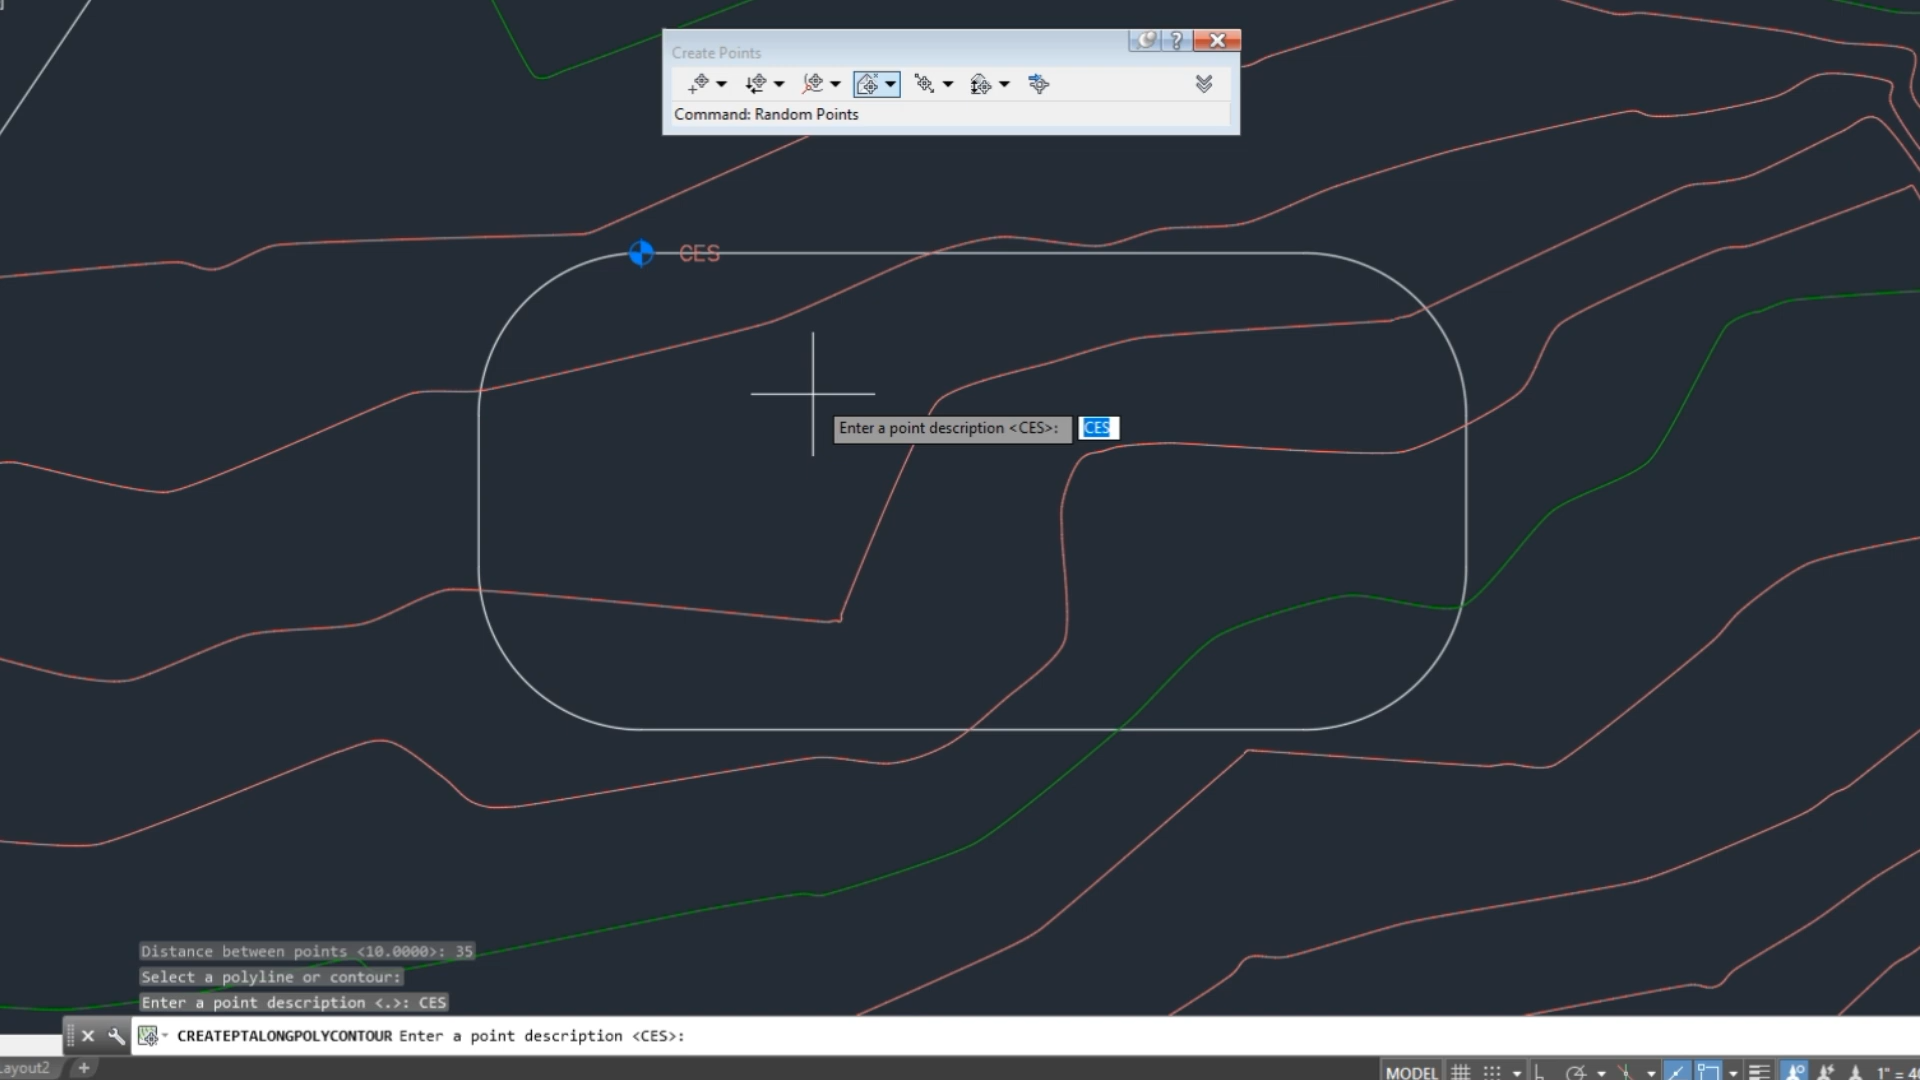 Create Points
Command: Random Points
CES
Enter a point description <CES>: CES
Distance between points <10.0000>: 35
Select a polyline or contour:
Enter a point description <.>: CES
CREATEPTALONGPOLYCONTOUR Enter a point description <CES>:
ayout2 +
MODEL